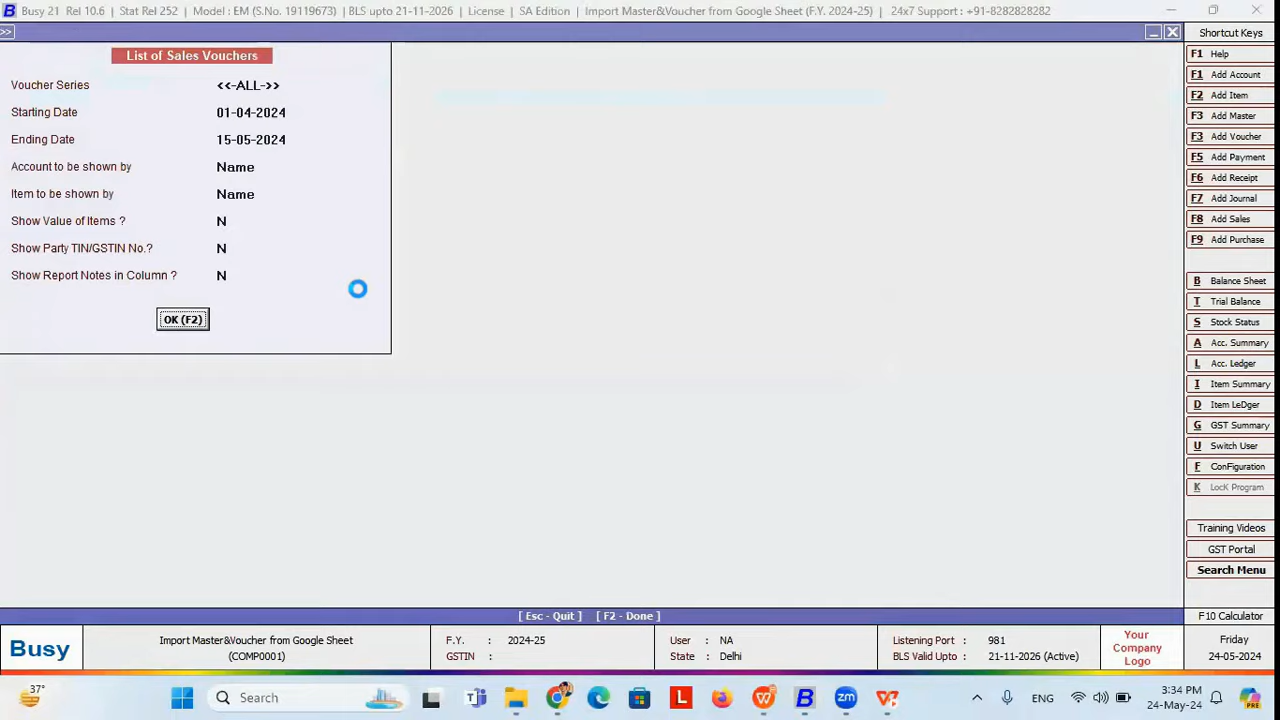 Busy 21 Rel 10.6 | Stat Rel 252 | Model : EM (S.No. 19119673) | BLS upto 21-11-2026 | License | SA Edition | Import Master&Voucher from Google Sheet (F.Y. 2024-25) | 24x7 Support : +91-8282828282
>>
Shortcut Keys
List of Sales Vouchers
Voucher Series <<-ALL->>
Starting Date 01-04-2024
Ending Date 15-05-2024
Account to be shown by Name
Item to be shown by Name
Show Value of Items ? N
Show Party TIN/GSTIN No.? N
Show Report Notes in Column ? N
OK (F2)
F1 Help
F1 Add Account
F2 Add Item
F3 Add Master
F3 Add Voucher
F5 Add Payment
F6 Add Receipt
F7 Add Journal
F8 Add Sales
F9 Add Purchase
B Balance Sheet
T Trial Balance
S Stock Status
A Acc. Summary
L Acc. Ledger
I Item Summary
D Item LeDger
G GST Summary
U Switch User
F ConFiguration
K LocK Program
Training Videos
GST Portal
Search Menu
[ Esc - Quit ] [ F2 - Done ]
F10 Calculator
Busy
Import Master&Voucher from Google Sheet
(COMP0001)
F.Y. : 2024-25
GSTIN :
User : NA
State : Delhi
Listening Port : 981
BLS Valid Upto : 21-11-2026 (Active)
Your
Company
Logo
Friday
24-05-2024
37°
Search
ENG
3:34 PM
24-May-24
PRE